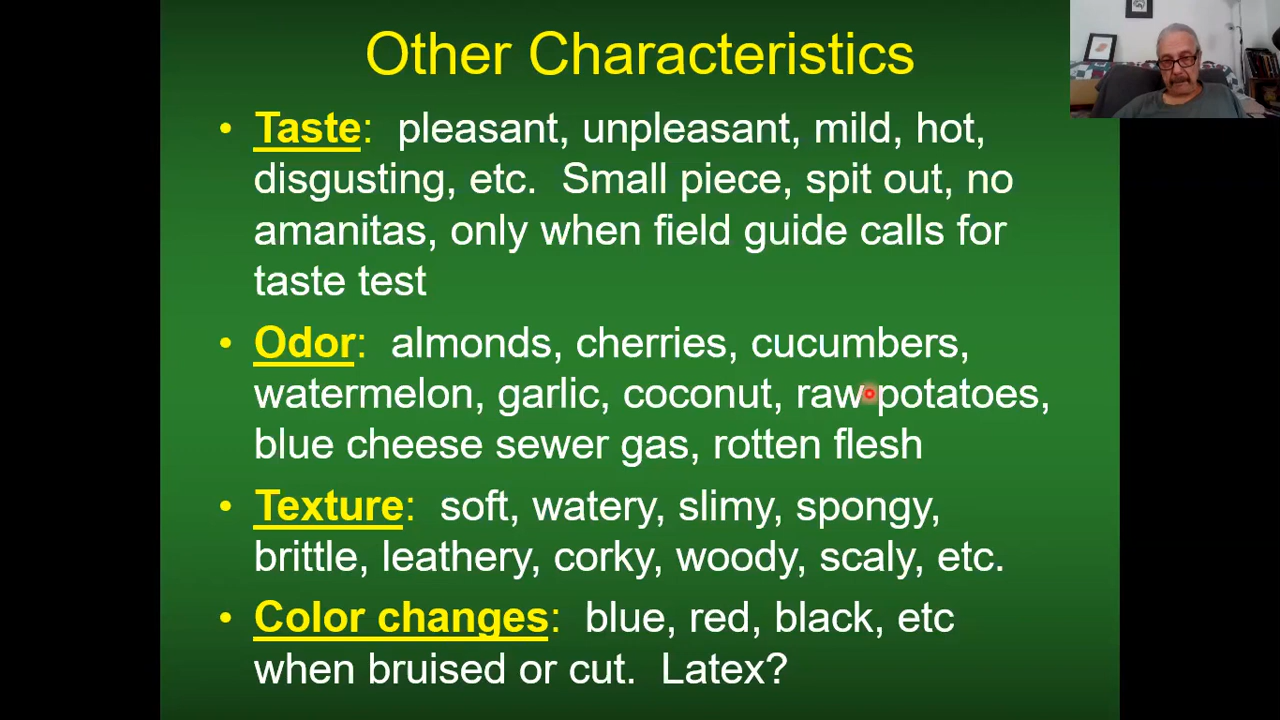 Other Characteristics
• Taste: pleasant, unpleasant, mild, hot,
disgusting, etc. Small piece, spit out, no
amanitas, only when field guide calls for
taste test
• Odor: almonds, cherries, cucumbers,
watermelon, garlic, coconut, raw potatoes,
blue cheese sewer gas, rotten flesh
• Texture: soft, watery, slimy, spongy,
brittle, leathery, corky, woody, scaly, etc.
• Color changes: blue, red, black, etc
when bruised or cut. Latex?